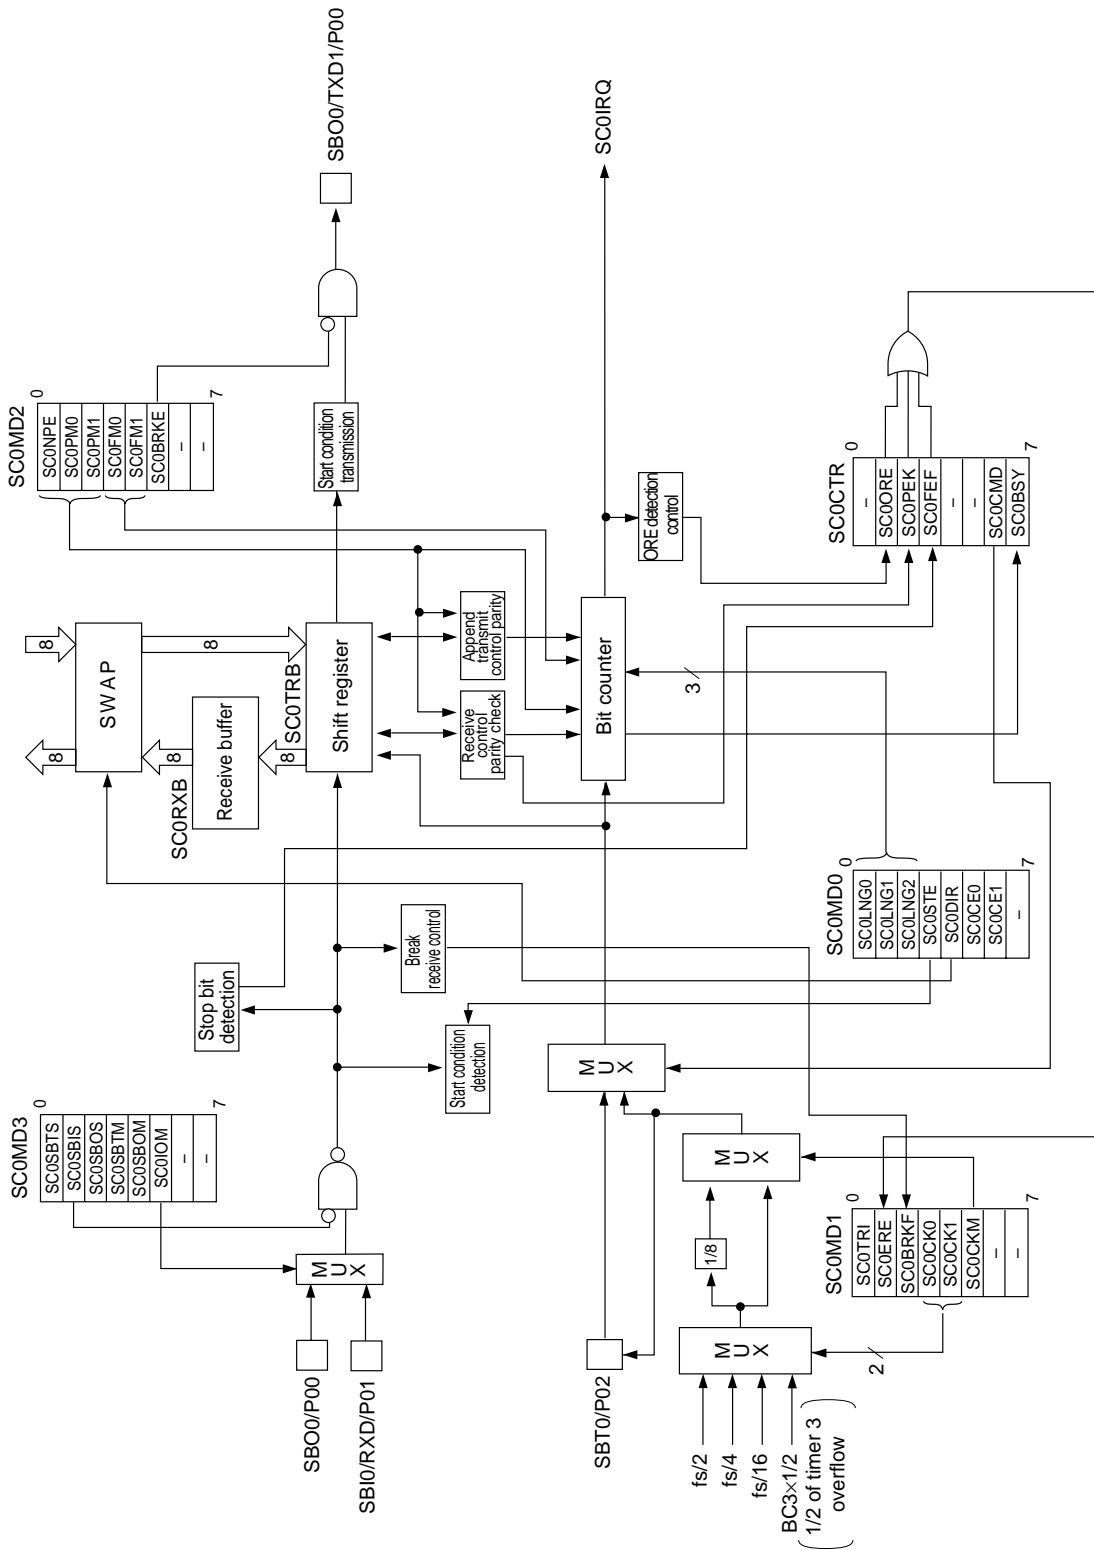 SC0MD3
0
SC0SBTS
SC0SBIS
SC0SBOS
SC0SBTM
SC0SBOM
SC0IOM
–
–
7
SBO0/P00
SBI0/RXD/P01
M
U
X
Stop bit
detection
Start condition
detection
Break
receive control
SWAP
8
8
8
8
8
SC0RXB
Receive buffer
SC0TRB
Shift register
SC0MD2
0
SC0NPE
SC0PM0
SC0PM1
SC0FM0
SC0FM1
SC0BRKE
–
–
7
Start condition
transmission
SBO0/TXD1/P00
Receive
control
parity check
Append
transmit
control parity
SBT0/P02
M
U
X
Bit counter
3
ORE detection
control
SC0IRQ
fs/2
fs/4
fs/16
BC3×1/2
1/2 of timer 3
overflow
M
U
X
1/8
M
U
X
2
SC0MD1
0
SC0TRI
SC0ERE
SC0BRKF
SC0CK0
SC0CK1
SC0CKM
–
–
7
SC0MD0
0
SC0LNG0
SC0LNG1
SC0LNG2
SC0STE
SC0DIR
SC0CE0
SC0CE1
–
7
SC0CTR
0
–
SC0ORE
SC0PEK
SC0FEF
–
–
SC0CMD
SC0BSY
7